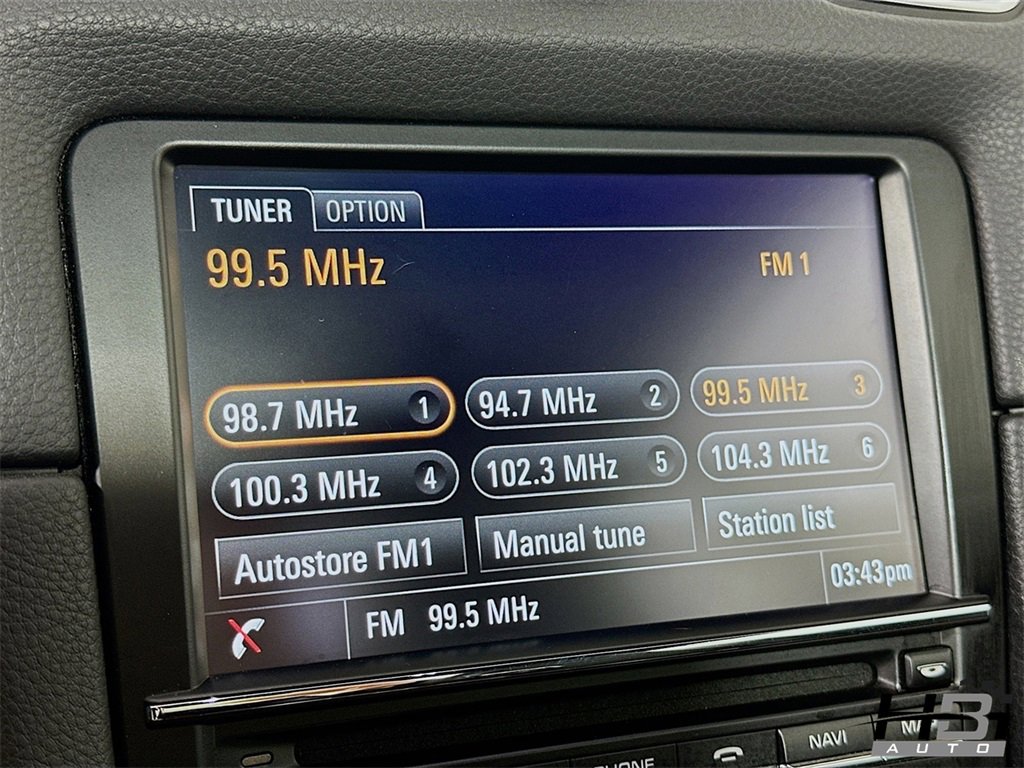 TUNER OPTION
99.5 MHz FM 1
98.7 MHz 1 94.7 MHz 2 99.5 MHz 3
100.3 MHz 4 102.3 MHz 5 104.3 MHz 6
Autostore FM1 Manual tune Station list
FM 99.5 MHz 03:43pm
PHONE NAVI
HB
AUTO